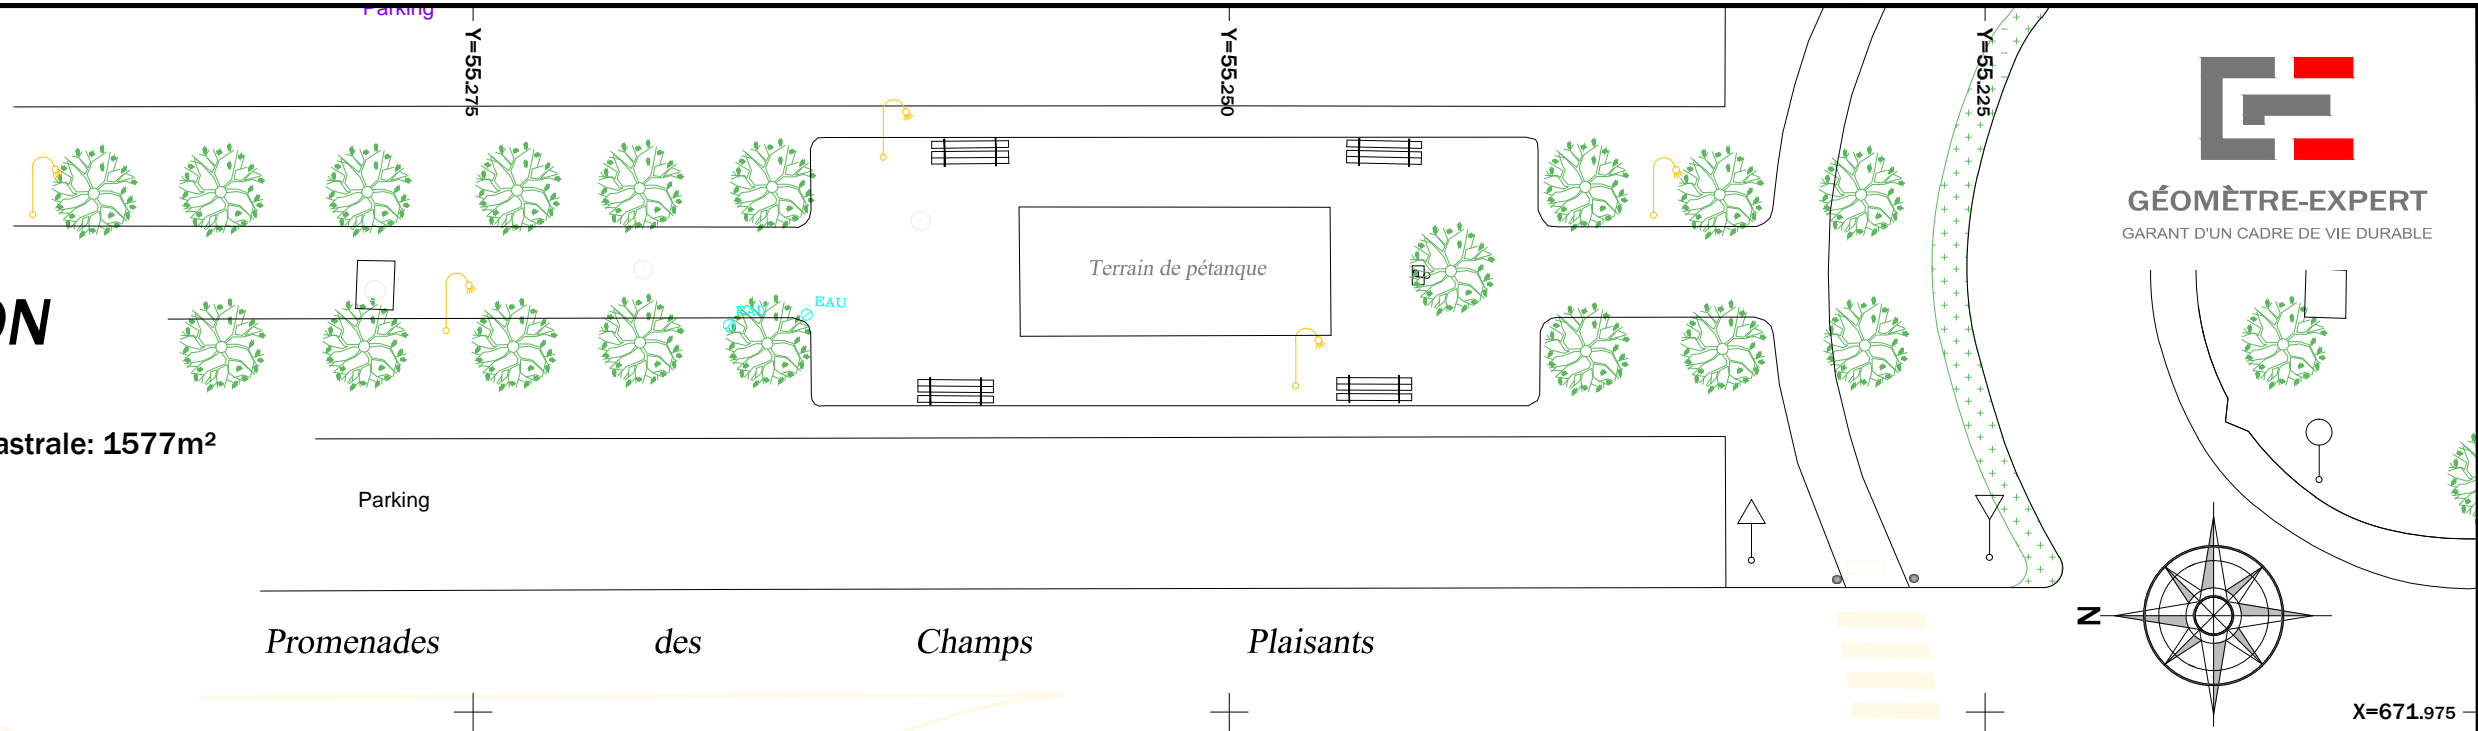 Parking
Y=55.275
Y=55.250
Y=55.225
GÉOMÈTRE-EXPERT
GARANT D'UN CADRE DE VIE DURABLE
Terrain de pétanque
EAU
EAU
ON
astrale: 1577m²
Parking
Promenades des Champs Plaisants
N
X=671.975